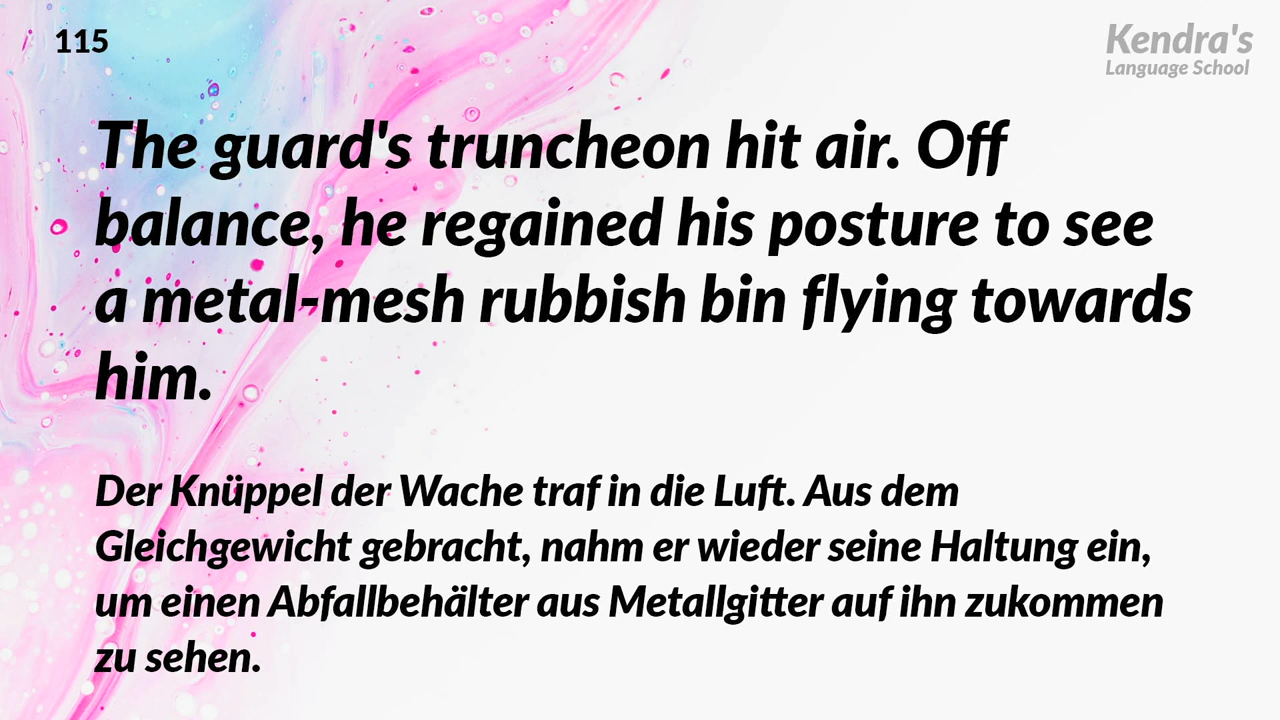 115
Kendra's
Language School
The guard's truncheon hit air. Off
balance, he regained his posture to see
a metal-mesh rubbish bin flying towards
him.
Der Knüppel der Wache traf in die Luft. Aus dem
Gleichgewicht gebracht, nahm er wieder seine Haltung ein,
um einen Abfallbehälter aus Metallgitter auf ihn zukommen
zu sehen.